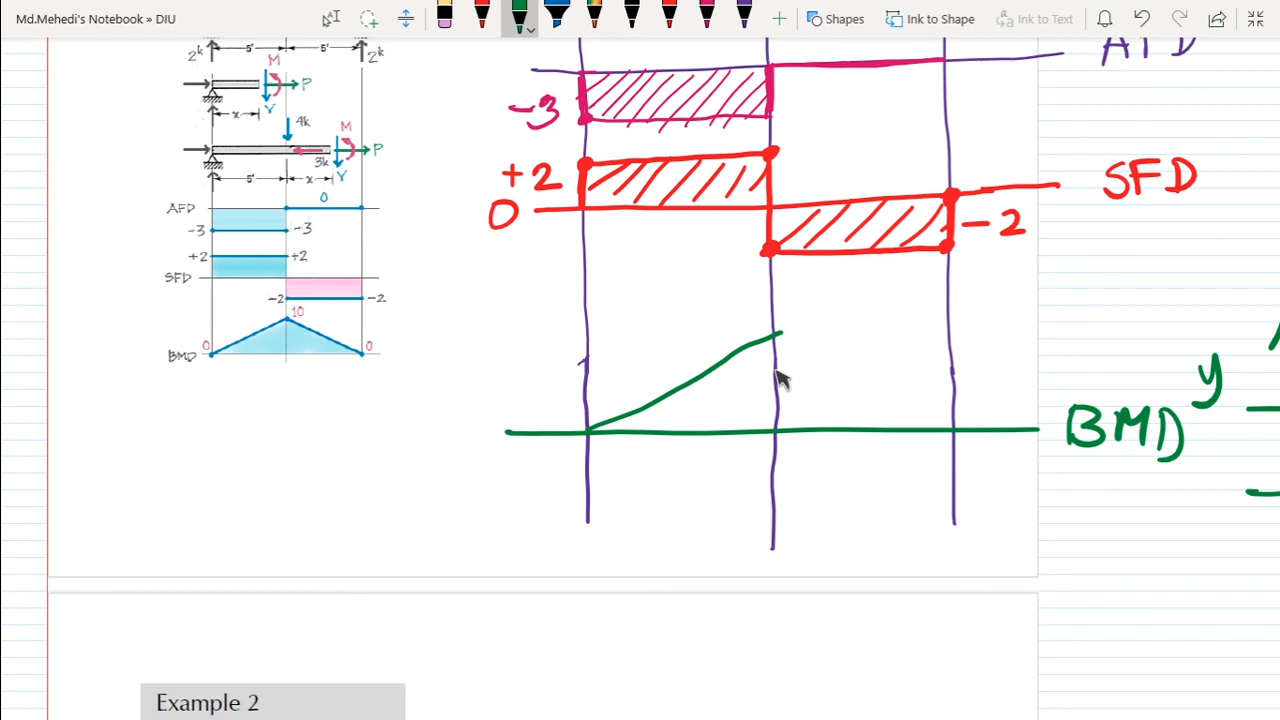 Md.Mehedi's Notebook » DIU
Shapes
Ink to Shape
Ink to Text
2k
5'
5'
2k
M
P
V
x
4k
M
P
3k
V
5'
x
AFD
0
-3
-3
+2
+2
SFD
-2
-2
10
BMD
0
0
-3
+2
0
SFD
-2
BMD
y
Example 2